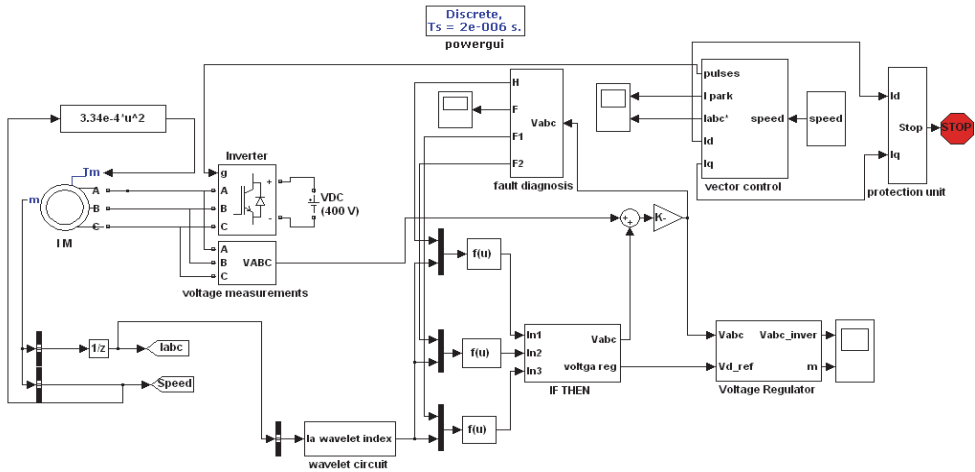 Discrete,
Ts = 2e-006 s.
powergui
3.34e-4*u^2
Tm
m
A
B
C
I M
Inverter
g
A
B
C
+
-
VDC
(400 V)
A
B
C
VABC
voltage measurements
H
F
F1
F2
Vabc
fault diagnosis
pulses
I park
Iabc*
Id
Iq
speed
vector control
speed
Id
Iq
Stop
protection unit
STOP
+
+
K-
f(u)
f(u)
f(u)
In1
In2
In3
Vabc
voltga reg
IF THEN
Vabc
Vd_ref
Vabc_inver
m
Voltage Regulator
1/z
Iabc
Speed
Ia wavelet index
wavelet circuit